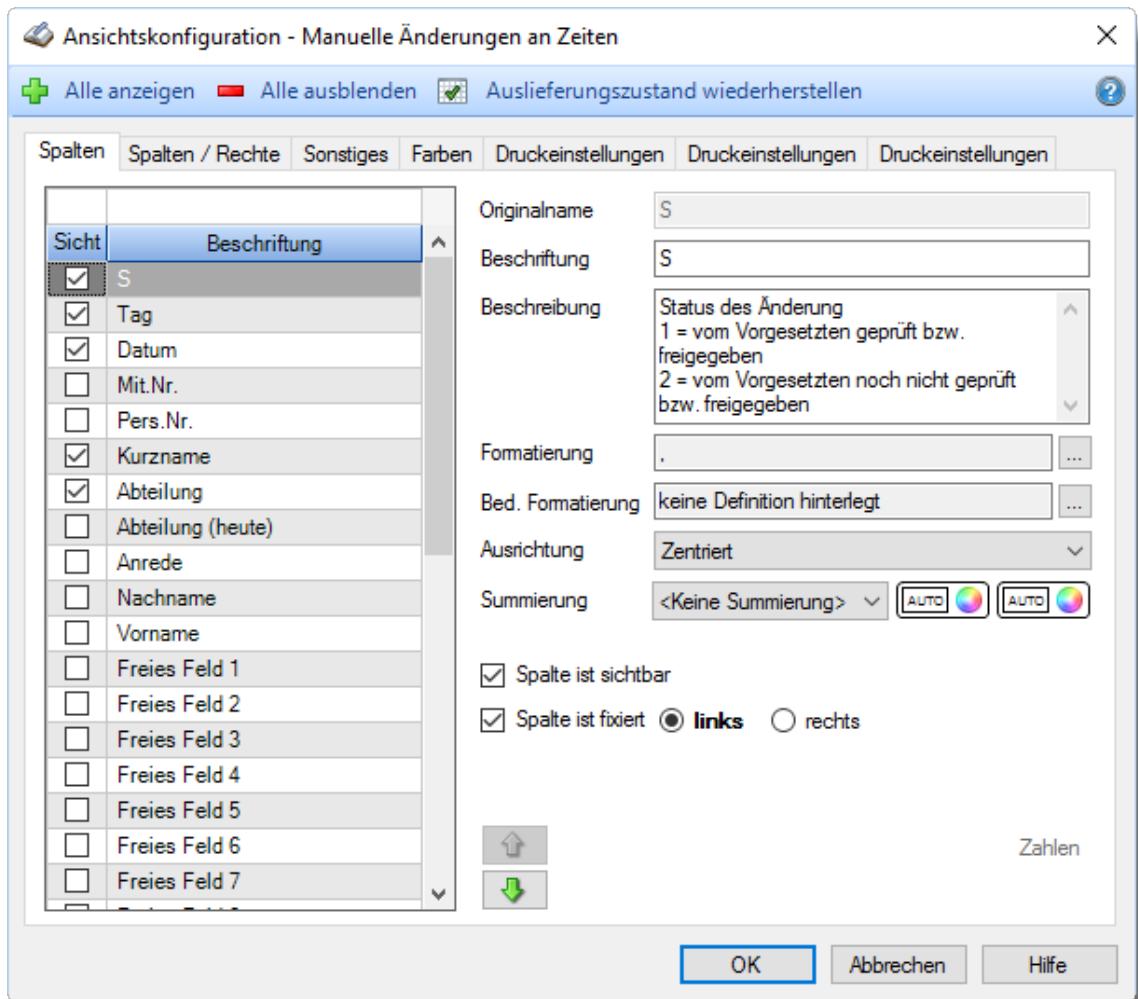 Ansichtskonfiguration - Manuelle Änderungen an Zeiten
Alle anzeigen Alle ausblenden Auslieferungszustand wiederherstellen
Spalten Spalten / Rechte Sonstiges Farben Druckeinstellungen Druckeinstellungen Druckeinstellungen
Sicht Beschriftung
S
Tag
Datum
Mit.Nr.
Pers.Nr.
Kurzname
Abteilung
Abteilung (heute)
Anrede
Nachname
Vorname
Freies Feld 1
Freies Feld 2
Freies Feld 3
Freies Feld 4
Freies Feld 5
Freies Feld 6
Freies Feld 7
Originalname S
Beschriftung S
Beschreibung Status des Änderung
1 = vom Vorgesetzten geprüft bzw.
freigegeben
2 = vom Vorgesetzten noch nicht geprüft
bzw. freigegeben
Formatierung , ...
Bed. Formatierung keine Definition hinterlegt ...
Ausrichtung Zentriert
Summierung <Keine Summierung> AUTO AUTO
Spalte ist sichtbar
Spalte ist fixiert links rechts
Zahlen
OK Abbrechen Hilfe